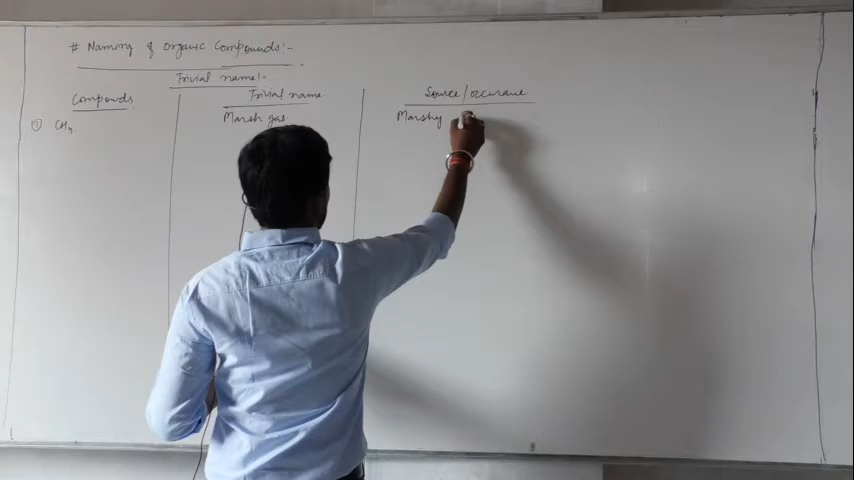 # Naming of Organic Compounds:-
Trivial name:-
Compounds Trivial name Source/occurance
① CH4 Marsh gas Marshy